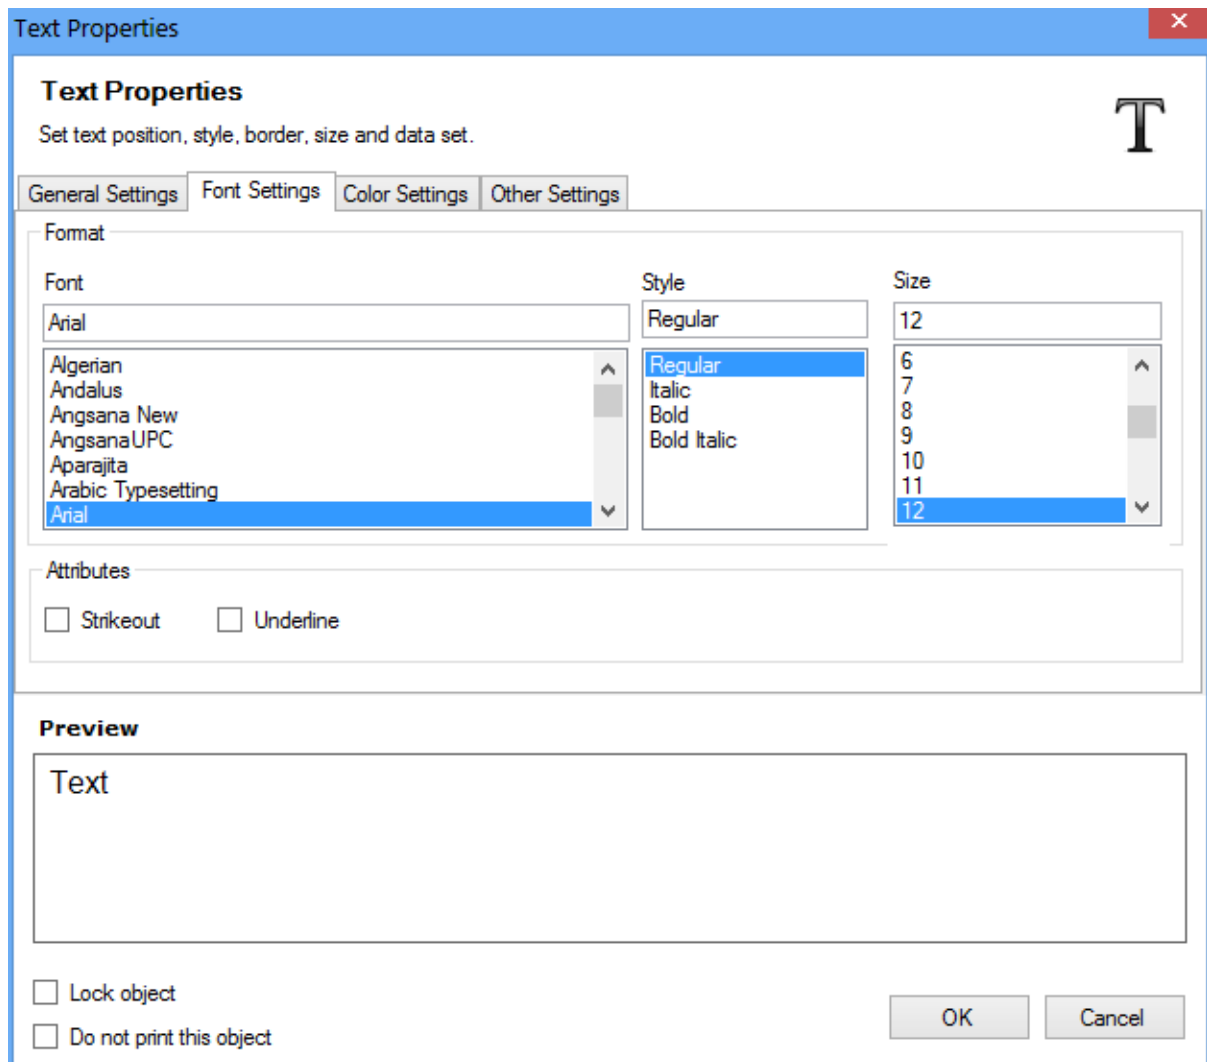 Text Properties
Text Properties
Set text position, style, border, size and data set.
T
General Settings Font Settings Color Settings Other Settings
Format
Font Style Size
Arial Regular 12
Algerian Regular 6
Andalus Italic 7
Angsana New Bold 8
AngsanaUPC Bold Italic 9
Aparajita 10
Arabic Typesetting 11
Arial 12
Attributes
Strikeout Underline
Preview
Text
Lock object
Do not print this object
OK Cancel